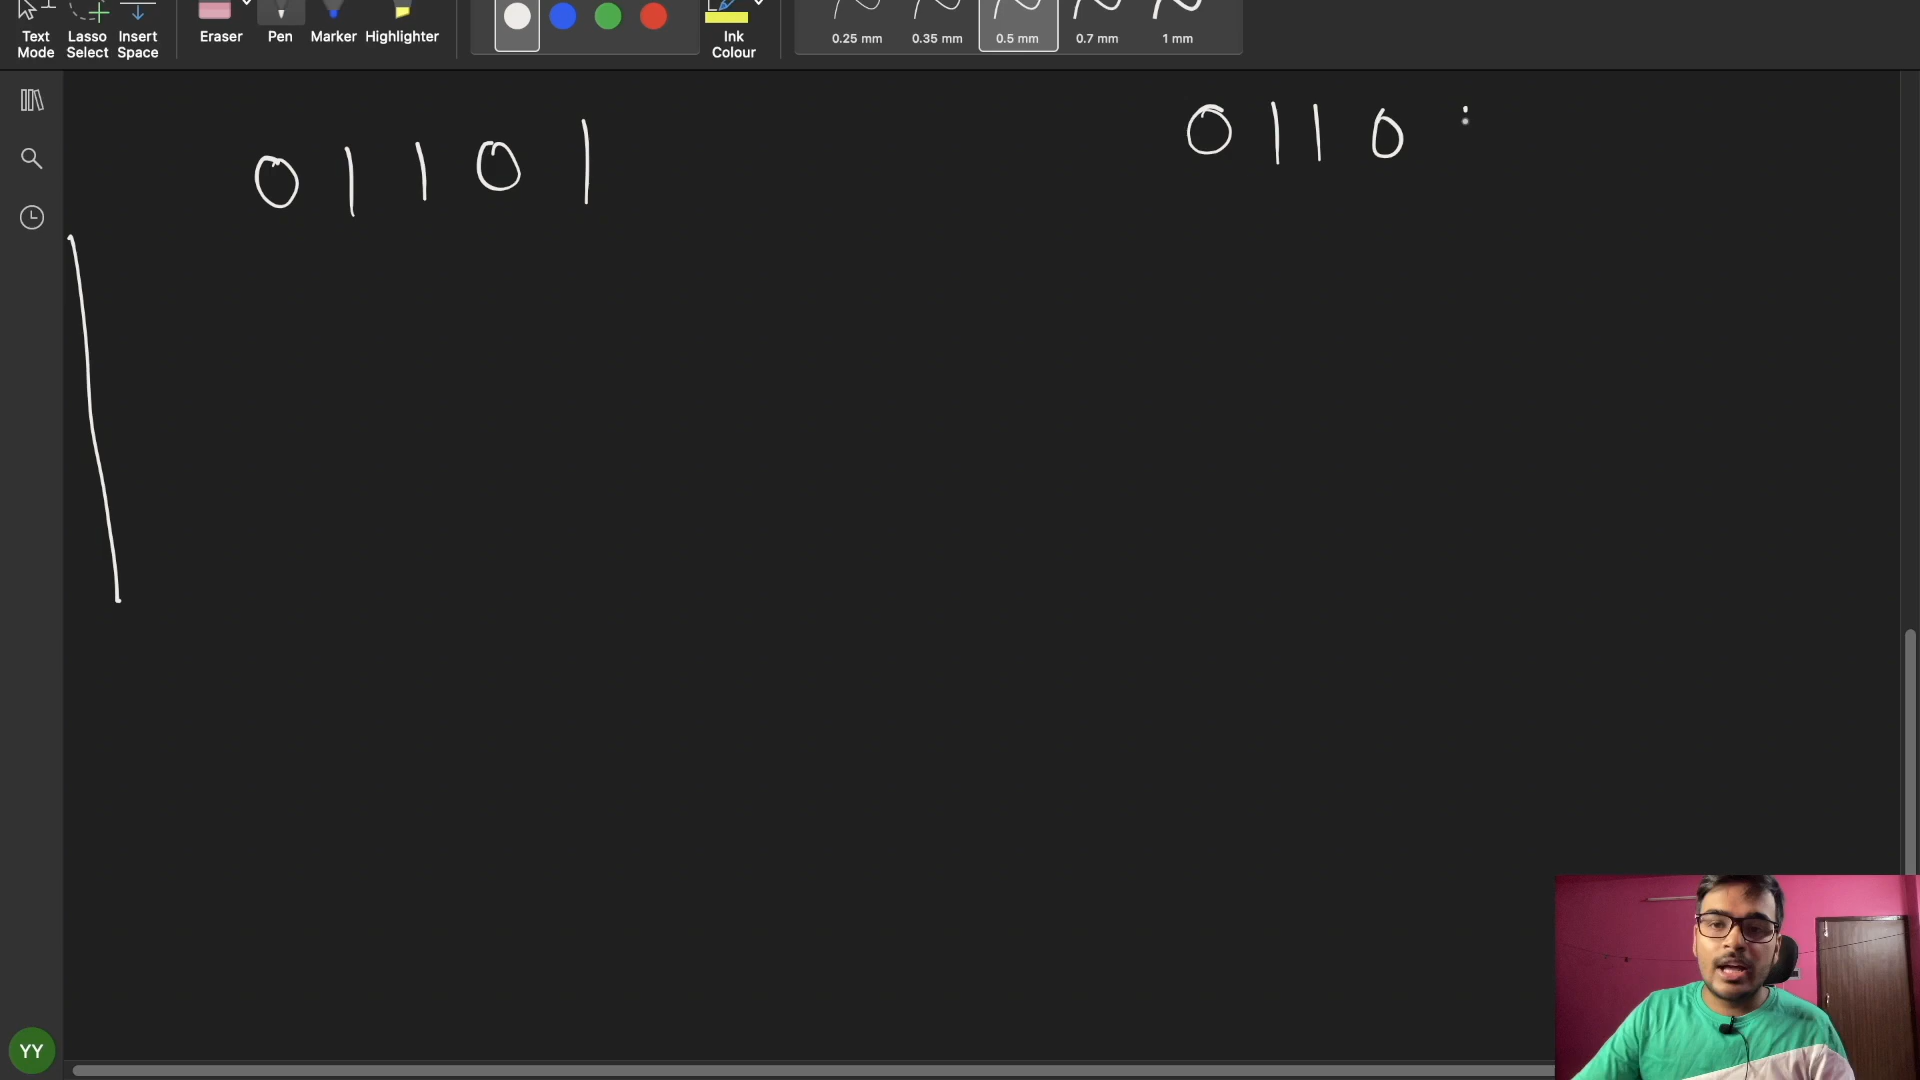 Text Mode
Lasso Select
Insert Space
Eraser
Pen
Marker
Highlighter
Ink Colour
0.25 mm
0.35 mm
0.5 mm
0.7 mm
1 mm
0 1 1 0 1
0 1 1 0
YY